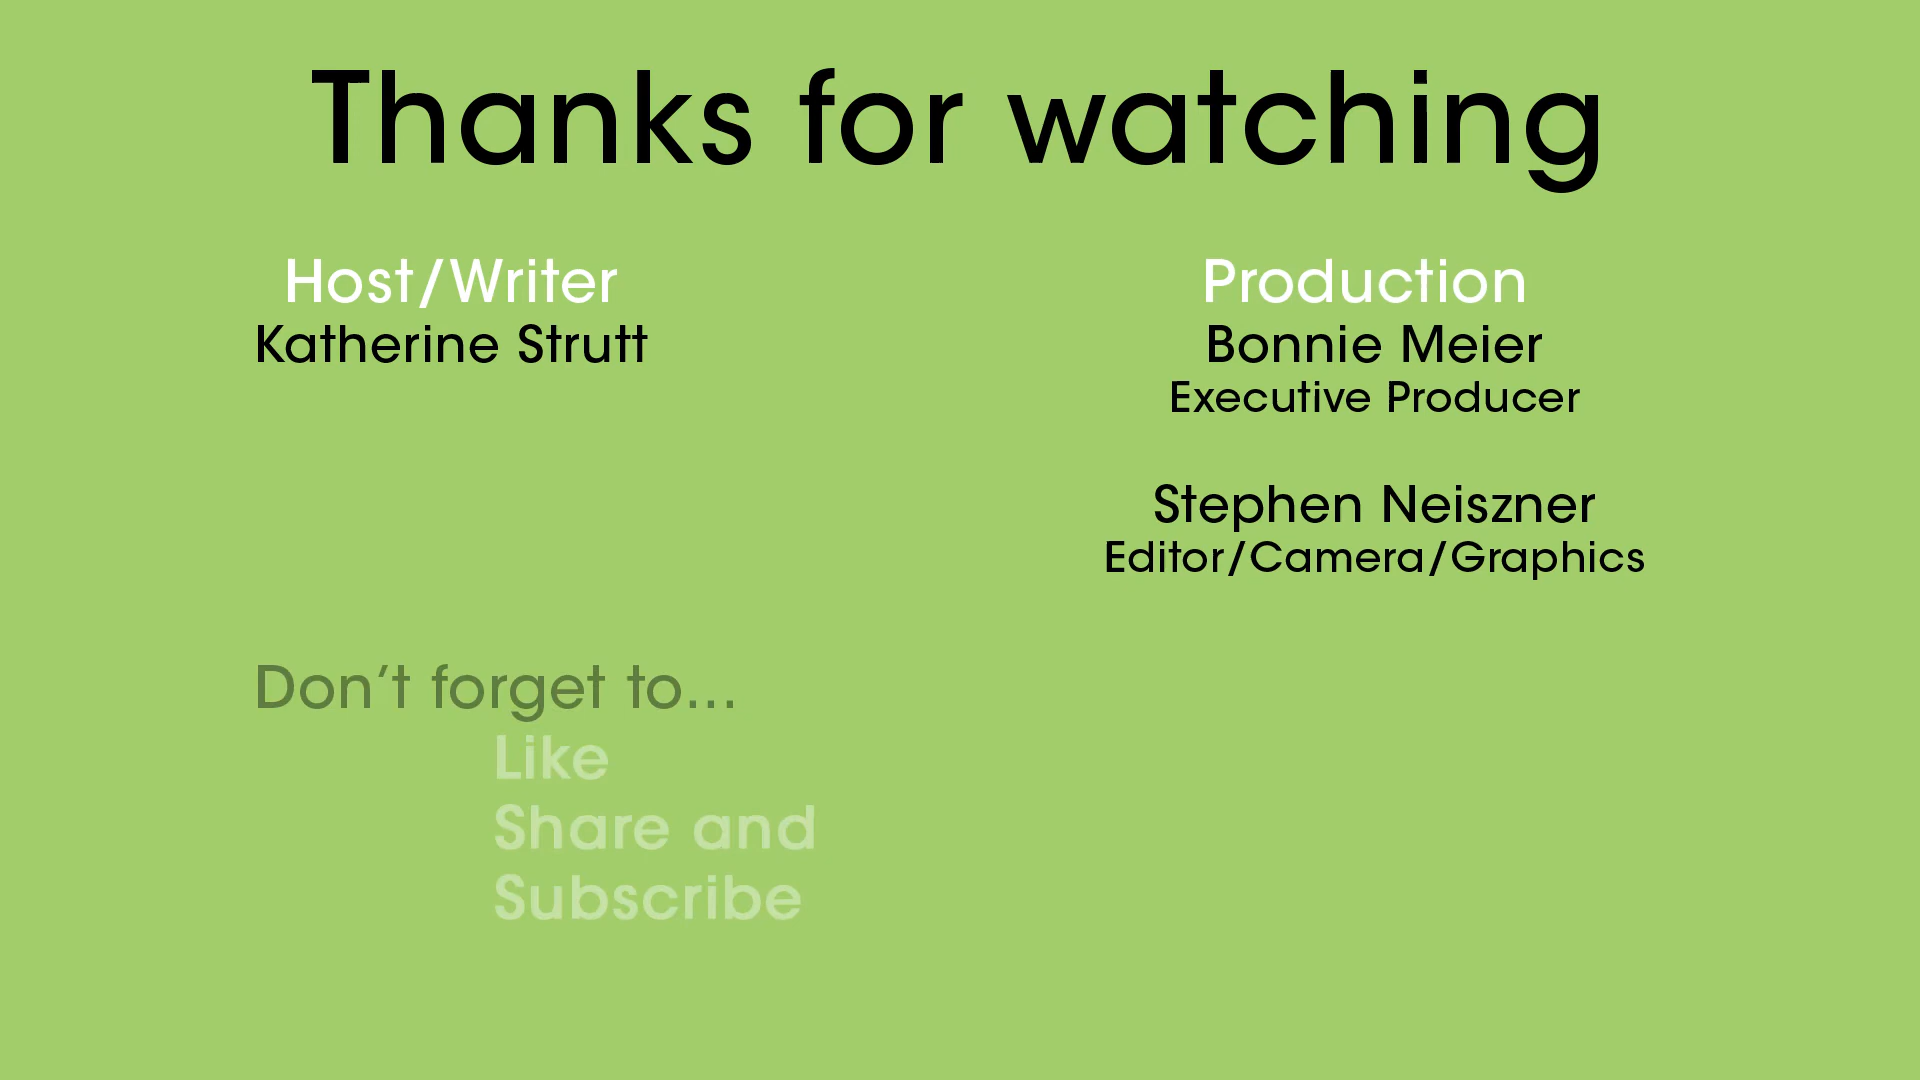 Thanks for watching
Host/Writer
Katherine Strutt
Production
Bonnie Meier
Executive Producer
Stephen Neiszner
Editor/Camera/Graphics
Don’t forget to...
Like
Share and
Subscribe